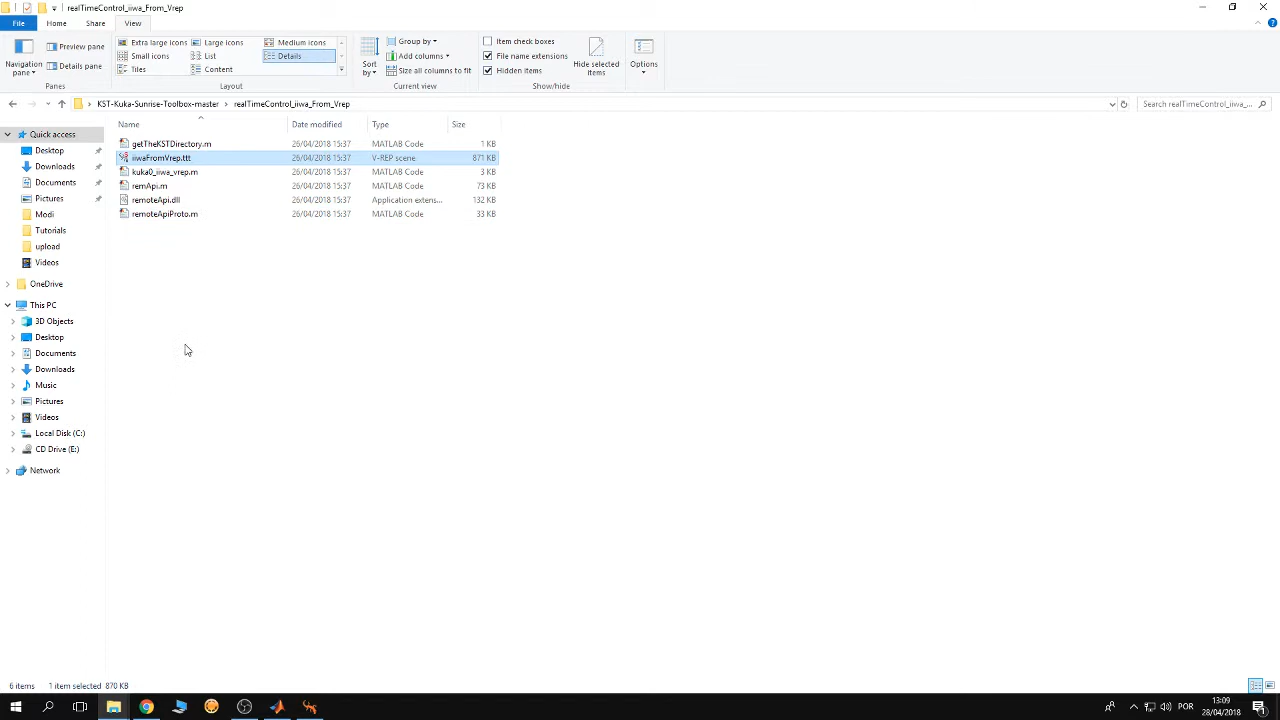 realTimeControl_iiwa_From_Vrep
File Home Share View
Navigation pane
Preview pane
Details pane
Panes
Extra large icons Large icons Medium icons
Small icons List Details
Tiles Content
Layout
Sort by
Group by
Add columns
Size all columns to fit
Current view
Item check boxes
File name extensions
Hidden items
Hide selected items
Show/hide
Options
KST-Kuka-Sunrise-Toolbox-master › realTimeControl_iiwa_From_Vrep
Search realTimeControl_iiwa_...
Quick access
Desktop
Downloads
Documents
Pictures
Modi
Tutorials
upload
Videos
OneDrive
This PC
3D Objects
Desktop
Documents
Downloads
Music
Pictures
Videos
Local Disk (C:)
CD Drive (E:)
Network
Name Date modified Type Size
getTheKSTDirectory.m 26/04/2018 15:37 MATLAB Code 1 KB
iiwaFromVrep.ttt 26/04/2018 15:37 V-REP scene 871 KB
kuka0_iiwa_vrep.m 26/04/2018 15:37 MATLAB Code 3 KB
remApi.m 26/04/2018 15:37 MATLAB Code 73 KB
remoteApi.dll 26/04/2018 15:37 Application extens... 132 KB
remoteApiProto.m 26/04/2018 15:37 MATLAB Code 33 KB
6 items 1 item selected 870 KB
POR
13:09
28/04/2018